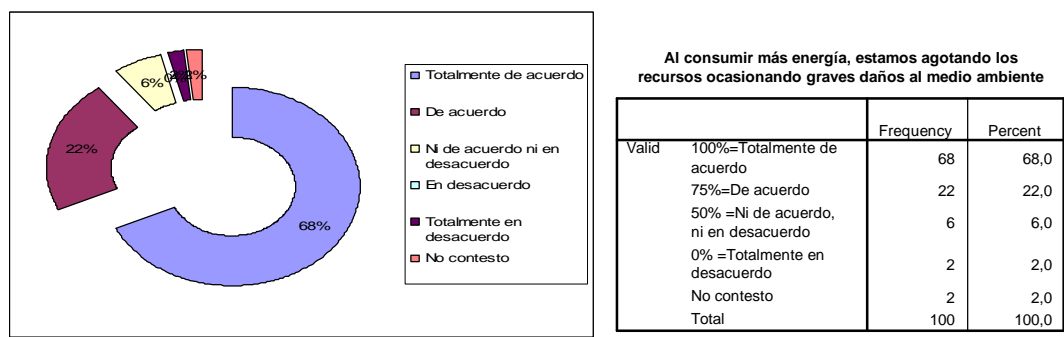 68%
22%
6%
0%
2%
2%
Totalmente de acuerdo
De acuerdo
Ni de acuerdo ni en
desacuerdo
En desacuerdo
Totalmente en
desacuerdo
No contesto
Al consumir más energía, estamos agotando los
recursos ocasionando graves daños al medio ambiente
Frequency Percent
Valid 100%=Totalmente de
acuerdo 68 68,0
75%=De acuerdo 22 22,0
50% =Ni de acuerdo,
ni en desacuerdo 6 6,0
0% =Totalmente en
desacuerdo 2 2,0
No contesto 2 2,0
Total 100 100,0